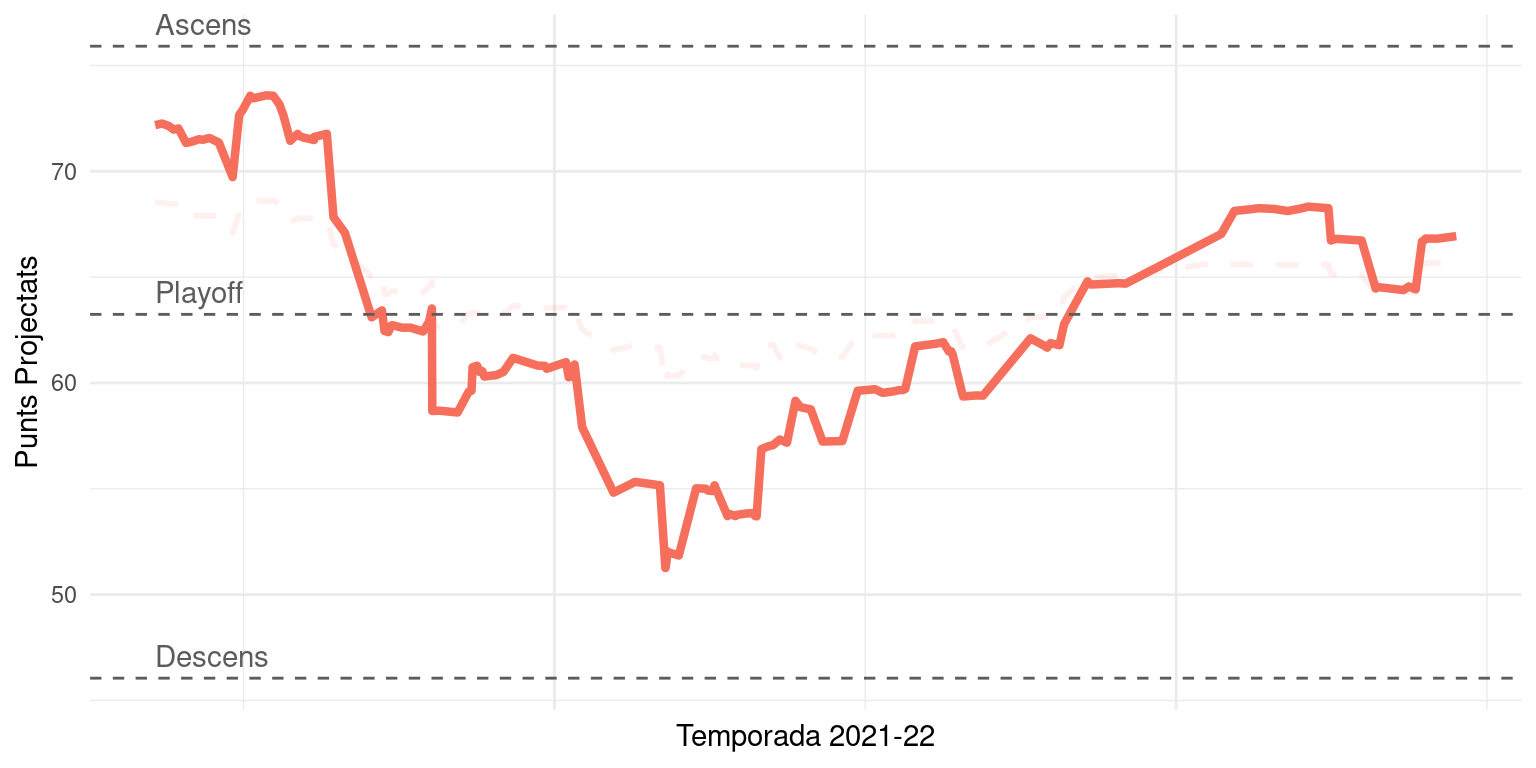 Ascens
70
Playoff
60
50
Descens
Punts Projectats
Temporada 2021-22